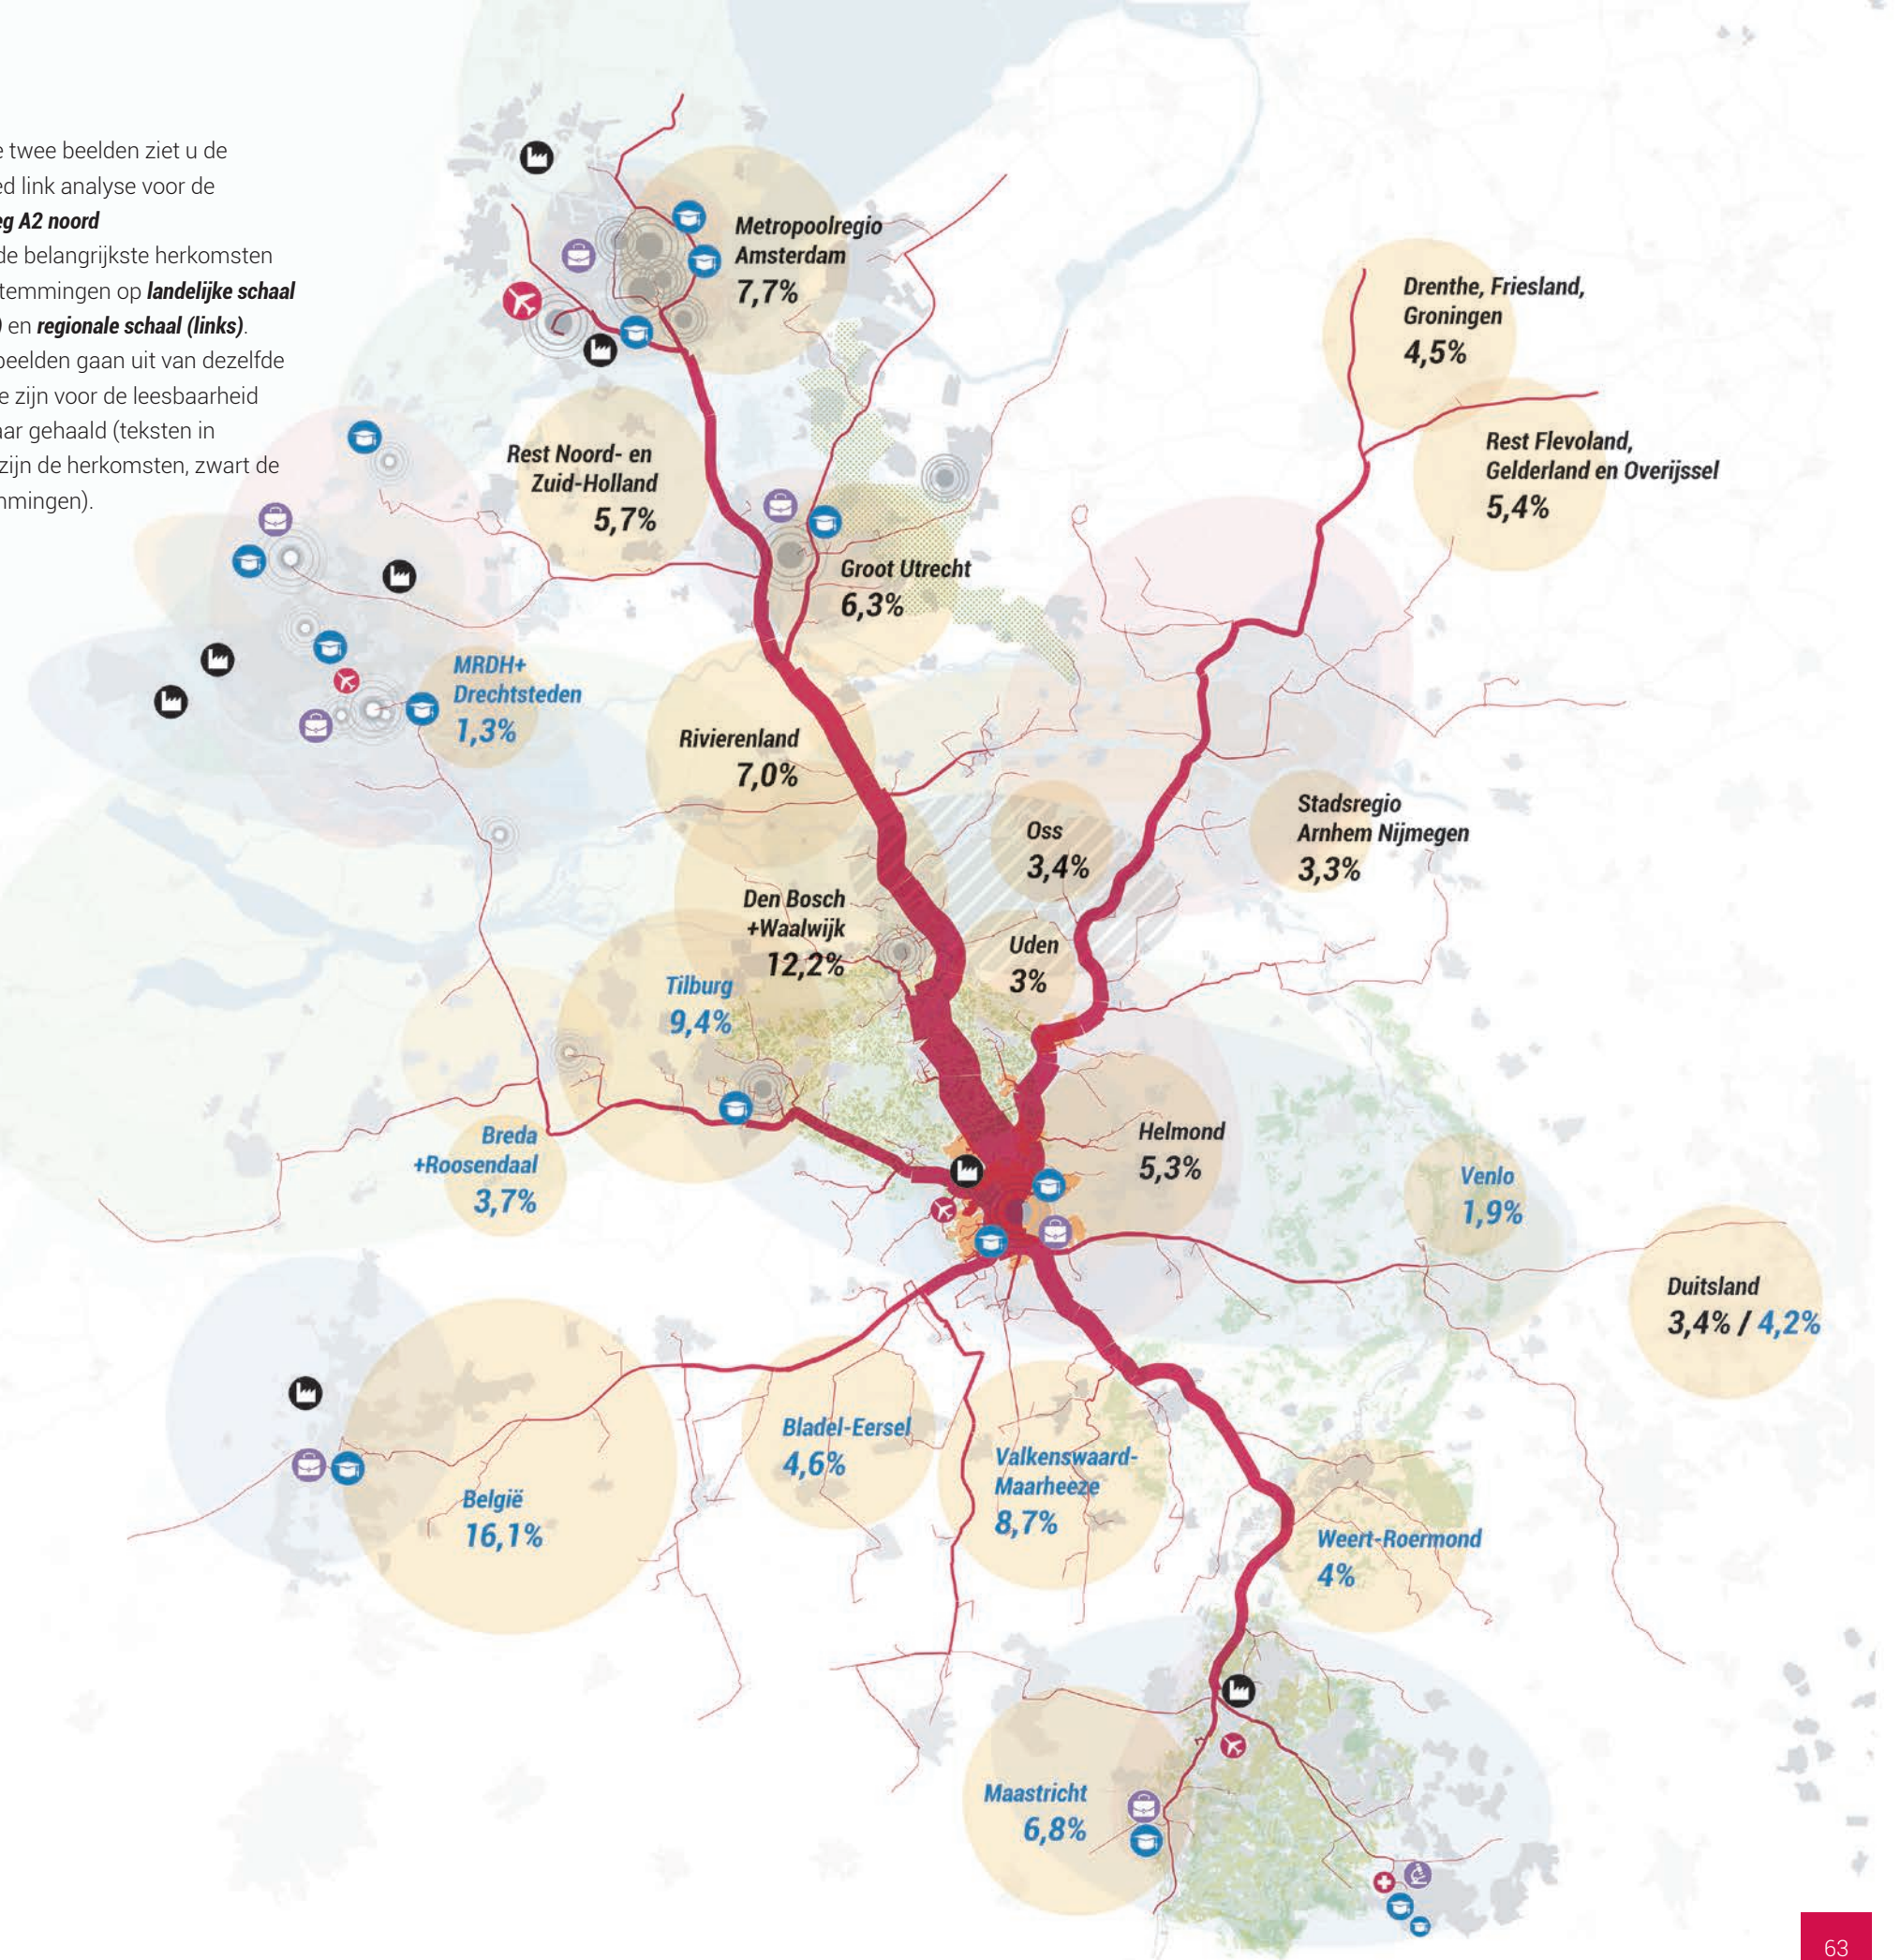 e twee beelden ziet u de
ed link analyse voor de
eg A2 noord
de belangrijkste herkomsten
temmingen op landelijke schaal
) en regionale schaal (links).
beelden gaan uit van dezelfde
e zijn voor de leesbaarheid
aar gehaald (teksten in
zijn de herkomsten, zwart de
nmingen).
Metropoolregio
Amsterdam
7,7%
Drenthe, Friesland,
Groningen
4,5%
Rest Flevoland,
Gelderland en Overijssel
5,4%
Rest Noord- en
Zuid-Holland
5,7%
Groot Utrecht
6,3%
MRDH+
Drechtsteden
1,3%
Rivierenland
7,0%
Oss
3,4%
Stadsregio
Arnhem Nijmegen
3,3%
Den Bosch
+Waalwijk
12,2%
Uden
3%
Tilburg
9,4%
Breda
+Roosendaal
3,7%
Helmond
5,3%
Venlo
1,9%
Duitsland
3,4% / 4,2%
België
16,1%
Bladel-Eersel
4,6%
Valkenswaard-
Maarheeze
8,7%
Weert-Roermond
4%
Maastricht
6,8%
63